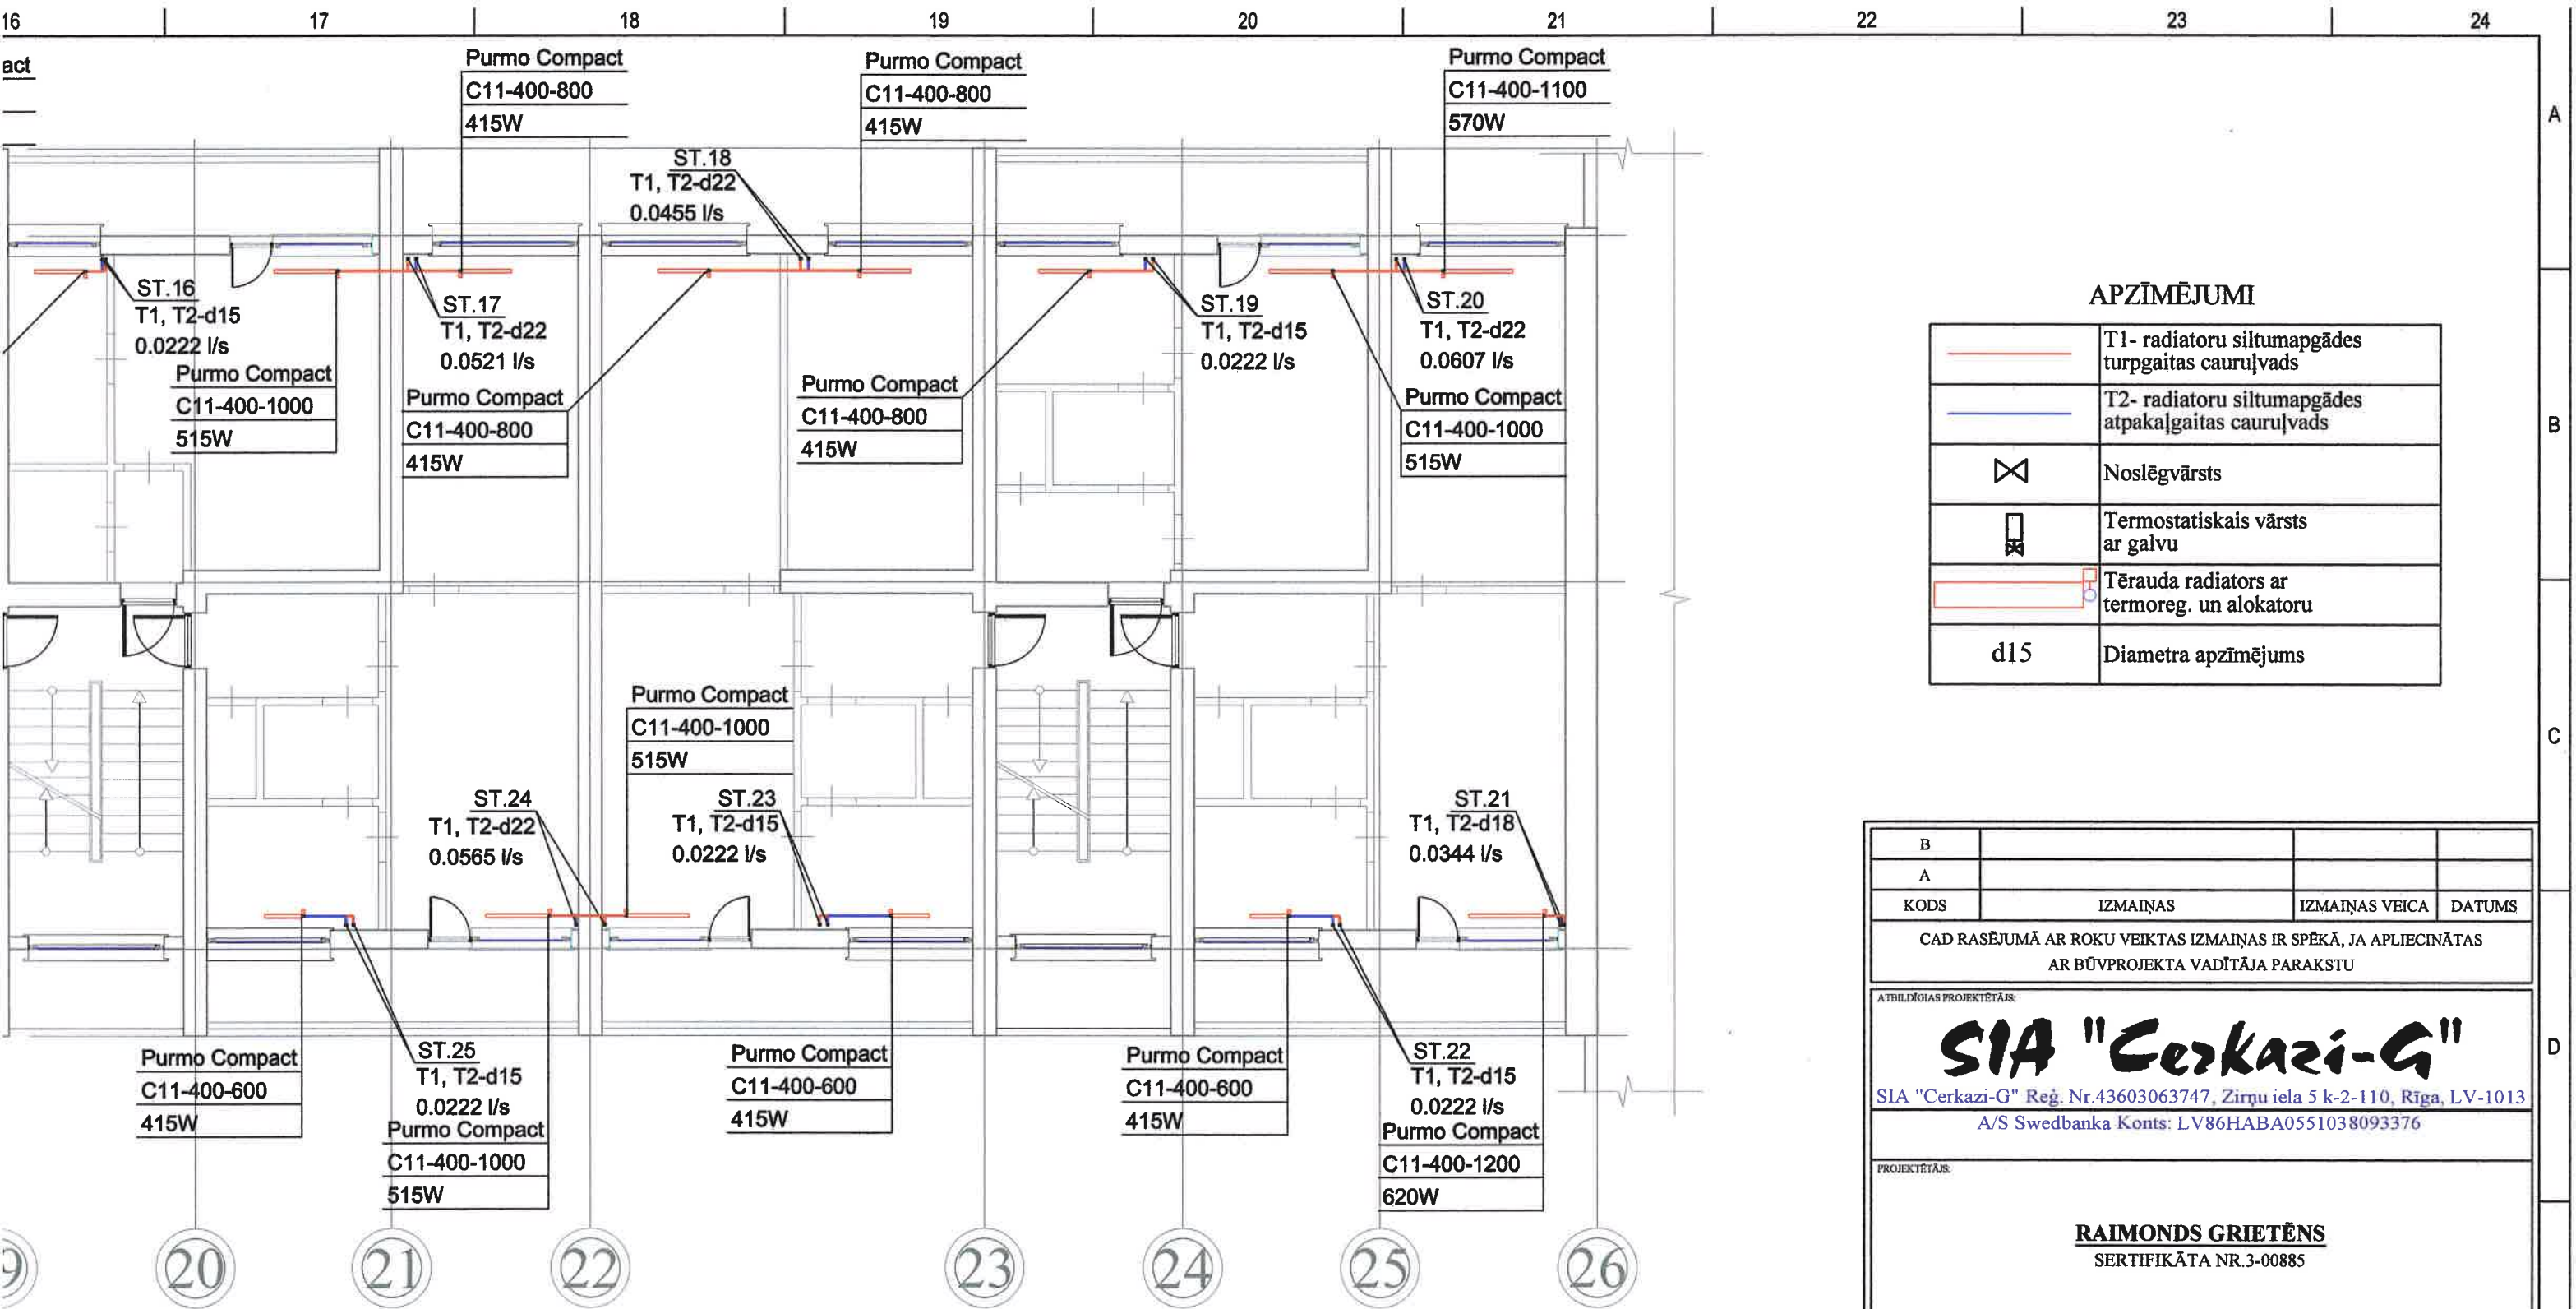 16 17 18 19 20 21 22 23 24
act
Purmo Compact
C11-400-800
415W
Purmo Compact
C11-400-800
415W
Purmo Compact
C11-400-1100
570W
A
ST.18
T1, T2-d22
0.0455 l/s
ST.16
T1, T2-d15
0.0222 l/s
Purmo Compact
C11-400-1000
515W
ST.17
T1, T2-d22
0.0521 l/s
Purmo Compact
C11-400-800
415W
Purmo Compact
C11-400-800
415W
ST.19
T1, T2-d15
0.0222 l/s
ST.20
T1, T2-d22
0.0607 l/s
Purmo Compact
C11-400-1000
515W
APZĪMĒJUMI
T1- radiatoru siltumapgādes
turpgaitas cauruļvads
T2- radiatoru siltumapgādes
atpakaļgaitas cauruļvads
Noslēgvārsts
Termostatiskais vārsts
ar galvu
Tērauda radiators ar
termoreg. un alokatoru
d15 Diametra apzīmējums
B
C
Purmo Compact
C11-400-1000
515W
ST.24
T1, T2-d22
0.0565 l/s
ST.23
T1, T2-d15
0.0222 l/s
ST.21
T1, T2-d18
0.0344 l/s
Purmo Compact
C11-400-600
415W
ST.25
T1, T2-d15
0.0222 l/s
Purmo Compact
C11-400-1000
515W
Purmo Compact
C11-400-600
415W
Purmo Compact
C11-400-600
415W
ST.22
T1, T2-d15
0.0222 l/s
Purmo Compact
C11-400-1200
620W
9 20 21 22 23 24 25 26
B
A
KODS IZMAIŅAS IZMAIŅAS VEICA DATUMS
CAD RASĒJUMĀ AR ROKU VEIKTAS IZMAIŅAS IR SPĒKĀ, JA APLIECINĀTAS
AR BŪVPROJEKTA VADĪTĀJA PARAKSTU
ATBILDĪGIAS PROJEKTĒTĀJS:
SIA "Cerkazi-G"
SIA "Cerkazi-G" Reģ. Nr.43603063747, Zirņu iela 5 k-2-110, Rīga, LV-1013
A/S Swedbanka Konts: LV86HABA0551038093376
D
PROJEKTĒTĀJS:
RAIMONDS GRIETĒNS
SERTIFIKĀTA NR.3-00885